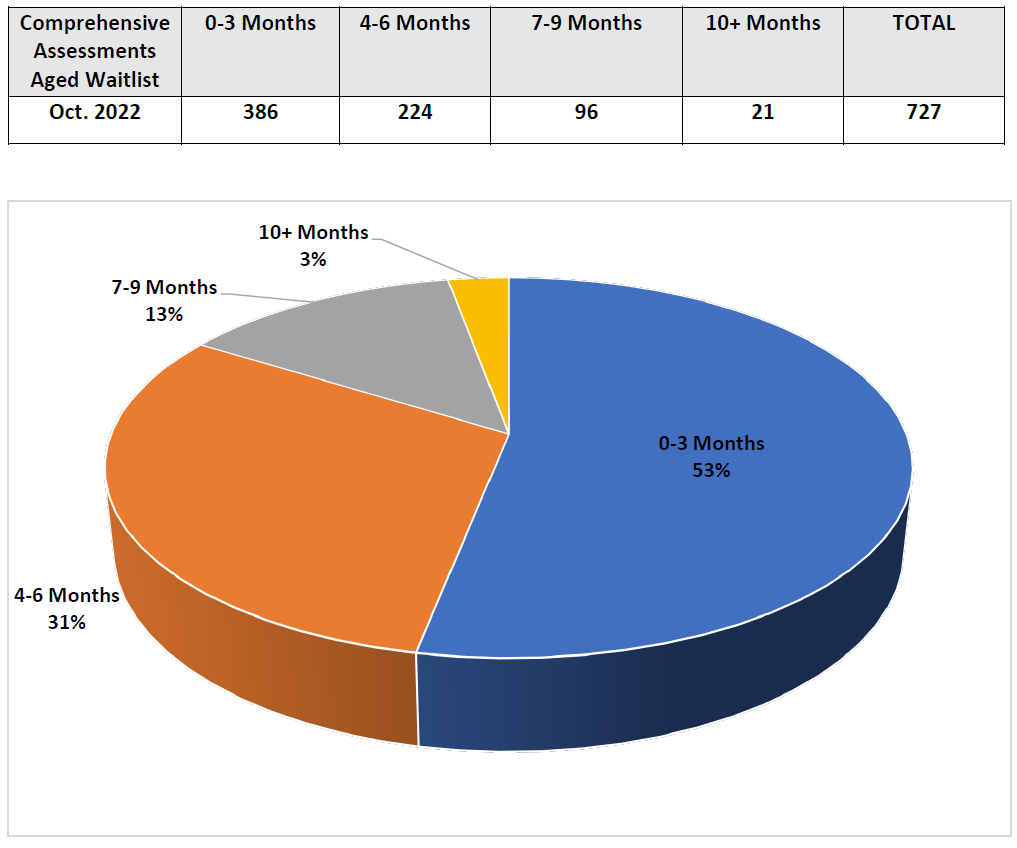 Comprehensive Assessments Aged Waitlist 0-3 Months 4-6 Months 7-9 Months 10+ Months TOTAL
Oct. 2022 386 224 96 21 727
10+ Months
3%
7-9 Months
13%
0-3 Months
53%
4-6 Months
31%